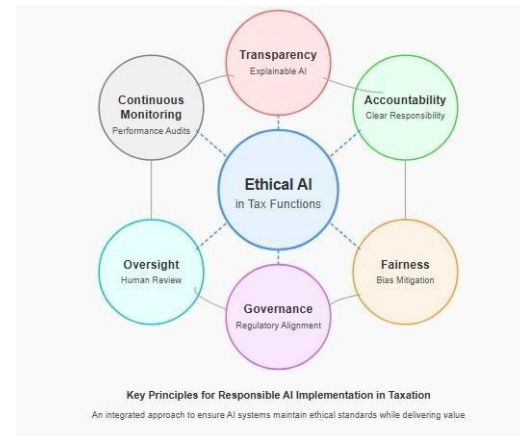 Transparency
Explainable AI
Continuous
Monitoring
Performance Audits
Accountability
Clear Responsibility
Ethical AI
in Tax Functions
Oversight
Human Review
Fairness
Bias Mitigation
Governance
Regulatory Alignment
Key Principles for Responsible AI Implementation in Taxation
An integrated approach to ensure AI systems maintain ethical standards while delivering value